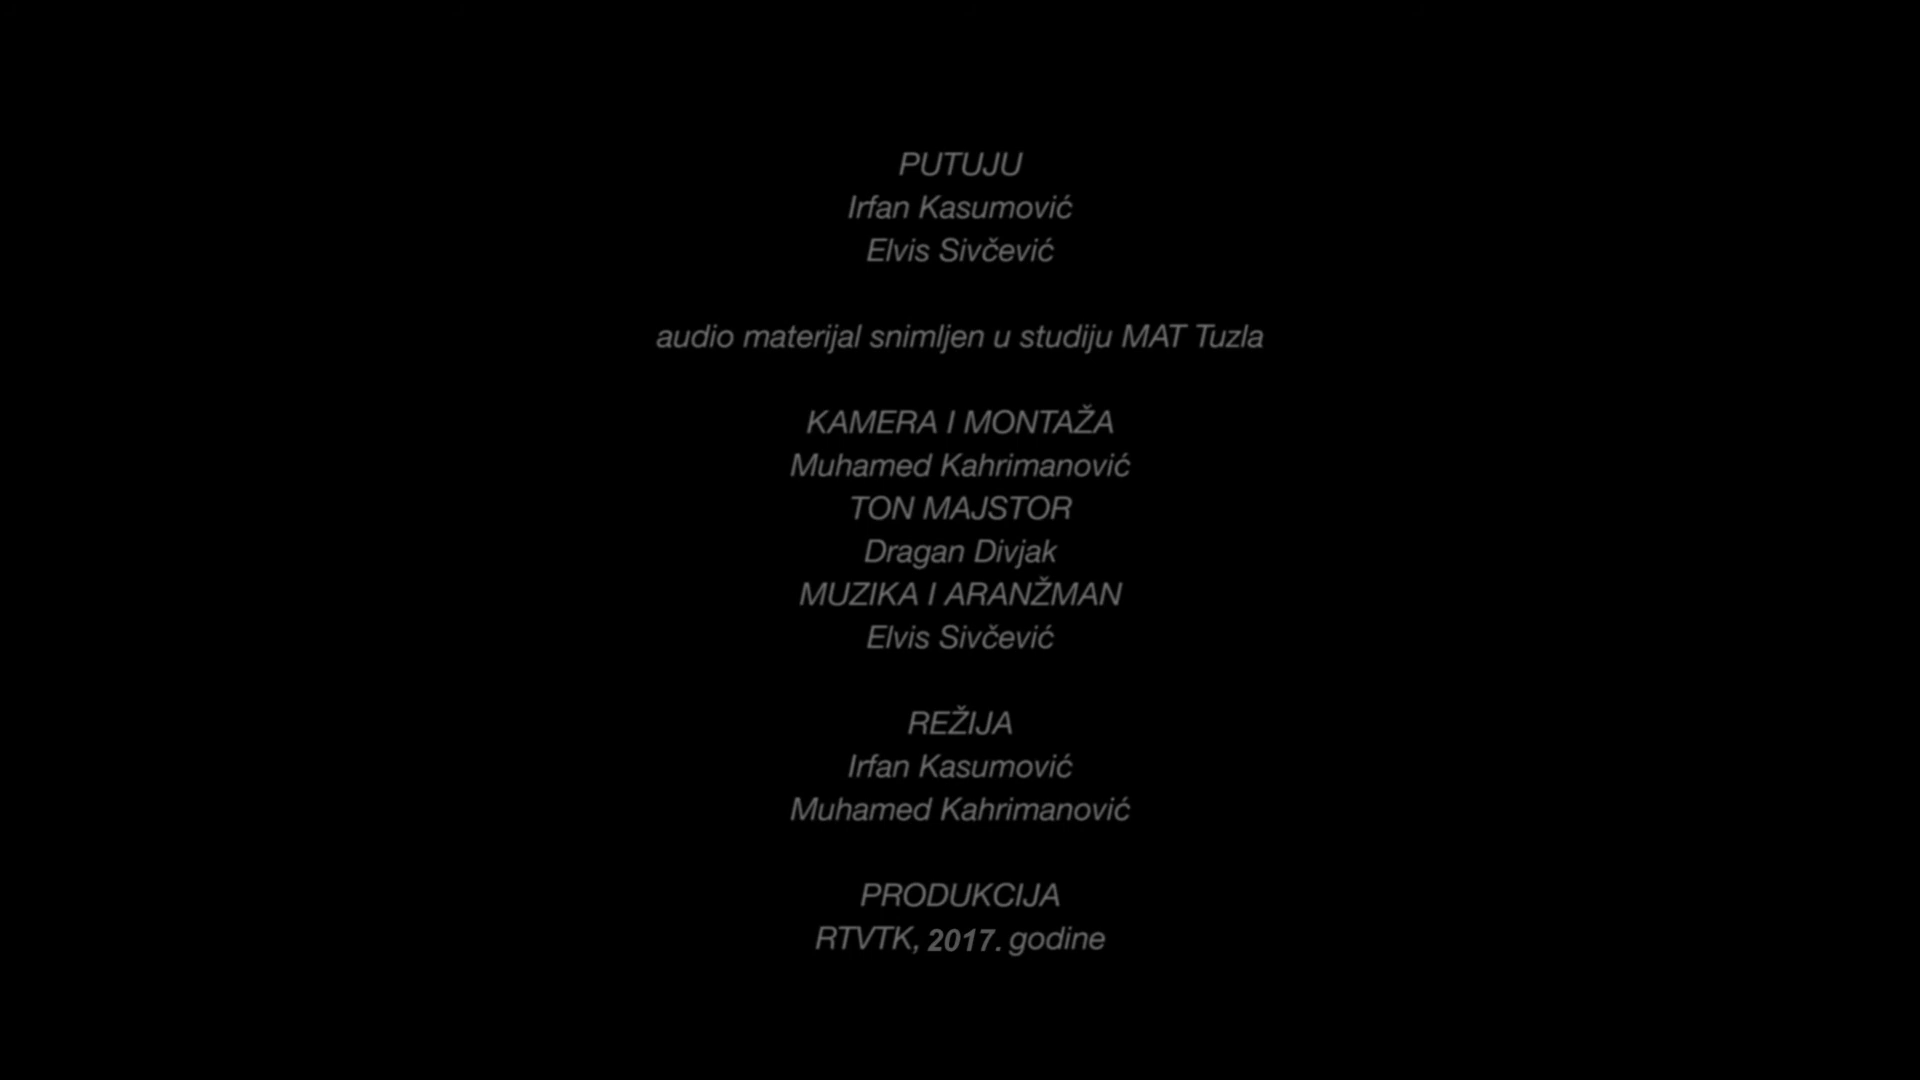 PUTUJU
Irfan Kasumović
Elvis Sivčević
audio materijal snimljen u studiju MAT Tuzla
KAMERA I MONTAŽA
Muhamed Kahrimanović
TON MAJSTOR
Dragan Divjak
MUZIKA I ARANŽMAN
Elvis Sivčević
REŽIJA
Irfan Kasumović
Muhamed Kahrimanović
PRODUKCIJA
RTVTK, 2017. godine